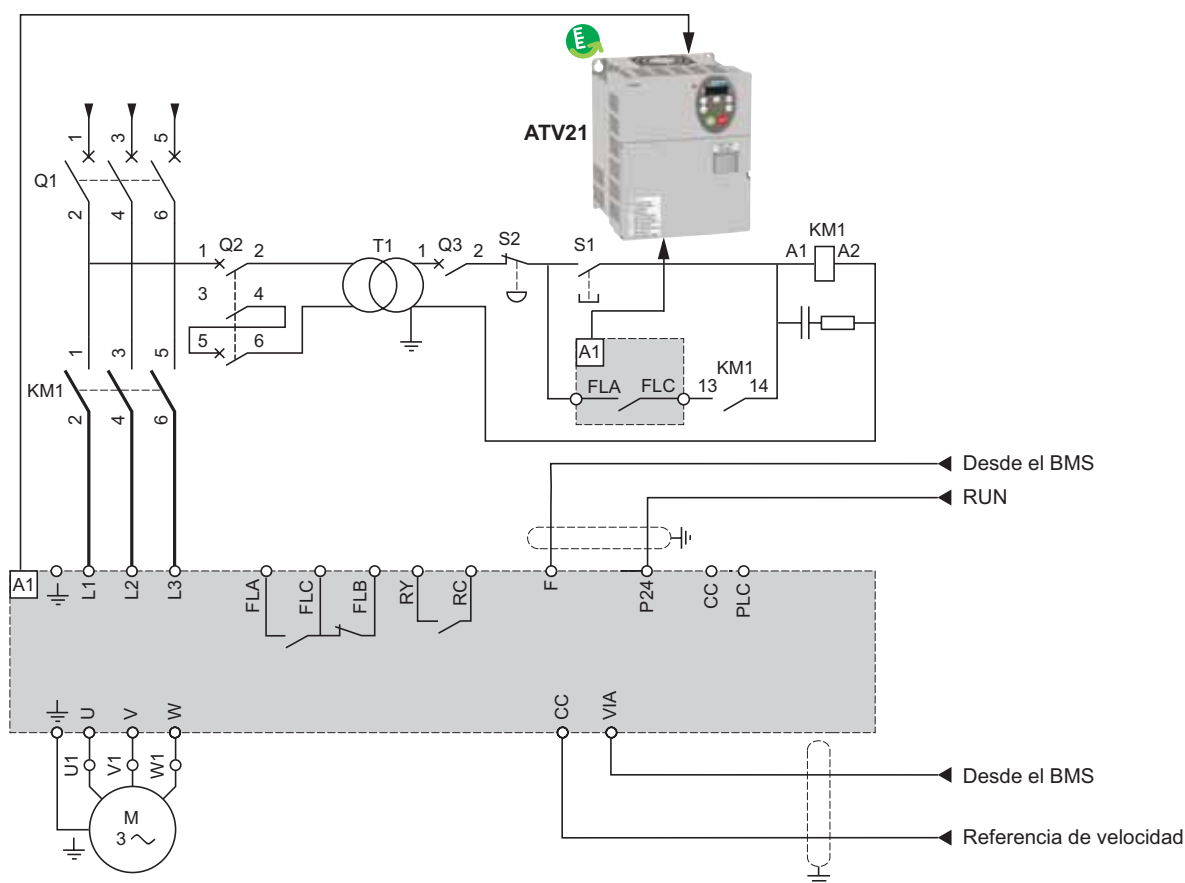 E
ATV21
1 3 5
Q1
2 4 6
1 Q2 2
3 4
5 6
T1
1 Q3 2
S2
S1
KM1
A1 A2
A1
FLA FLC
KM1
13 14
1 3 5
KM1
2 4 6
Desde el BMS
RUN
A1
L1 L2 L3
FLA FLC FLB RY RC
F P24 CC PLC
U V W
CC VIA
U1 V1 W1
M
3 ~
Desde el BMS
Referencia de velocidad